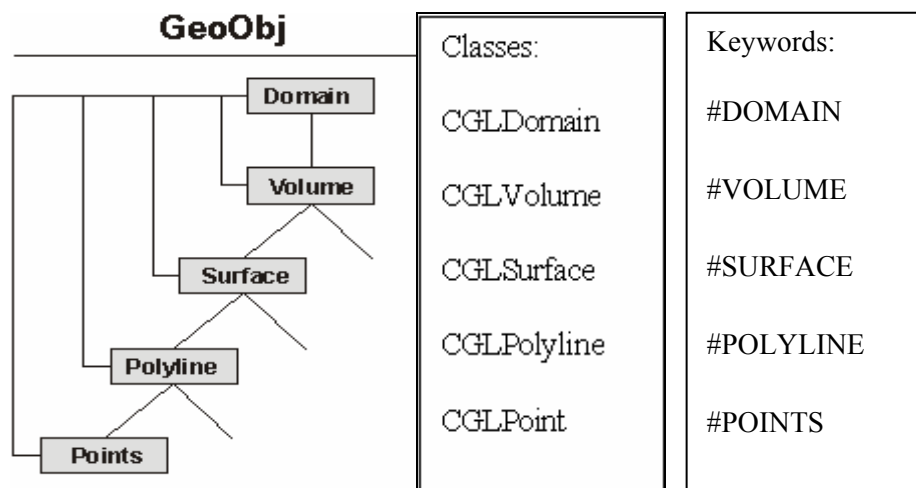 GeoObj
Domain
Volume
Surface
Polyline
Points
Classes:
CGLDomain
CGLVolume
CGLSurface
CGLPolyline
CGLPoint
Keywords:
#DOMAIN
#VOLUME
#SURFACE
#POLYLINE
#POINTS